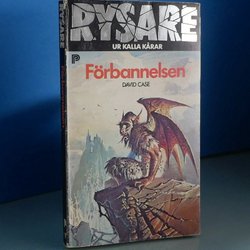 RYSARE
UR KALLA KÅRAR
P
Förbannelsen
DAVID CASE